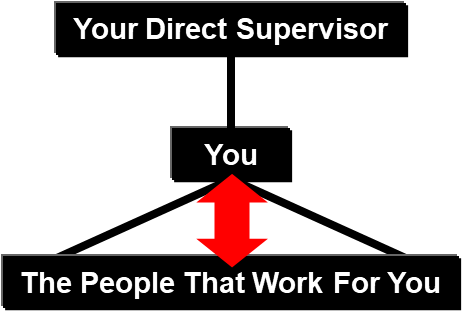 Your Direct Supervisor
You
The People That Work For You